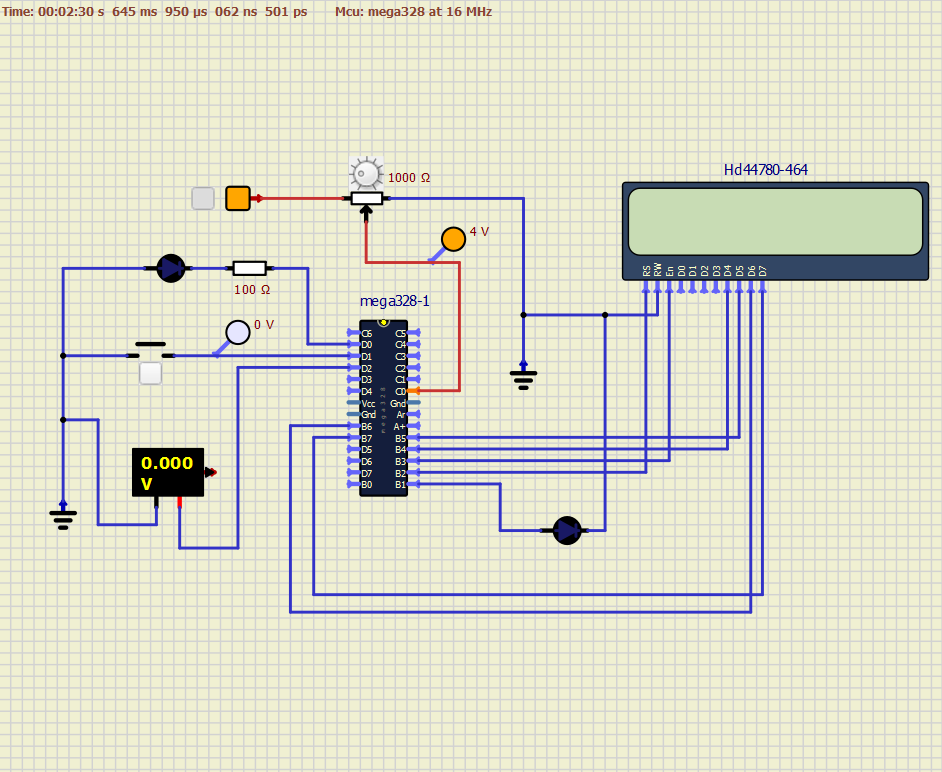 Time: 00:02:30 s 645 ms 950 µs 062 ns 501 ps Mcu: mega328 at 16 MHz
Hd44780-464
1000 Ω
4 V
RS RW En D0 D1 D2 D3 D4 D5 D6 D7
100 Ω
mega328-1
0 V
C6 C5
D0 C4
D1 C3
D2 C2
D3 C1
D4 C0
Vcc Gnd
Gnd Ar
B6 A+
B7 B5
D5 B4
D6 B3
D7 B2
B0 B1
mega328
0.000
V